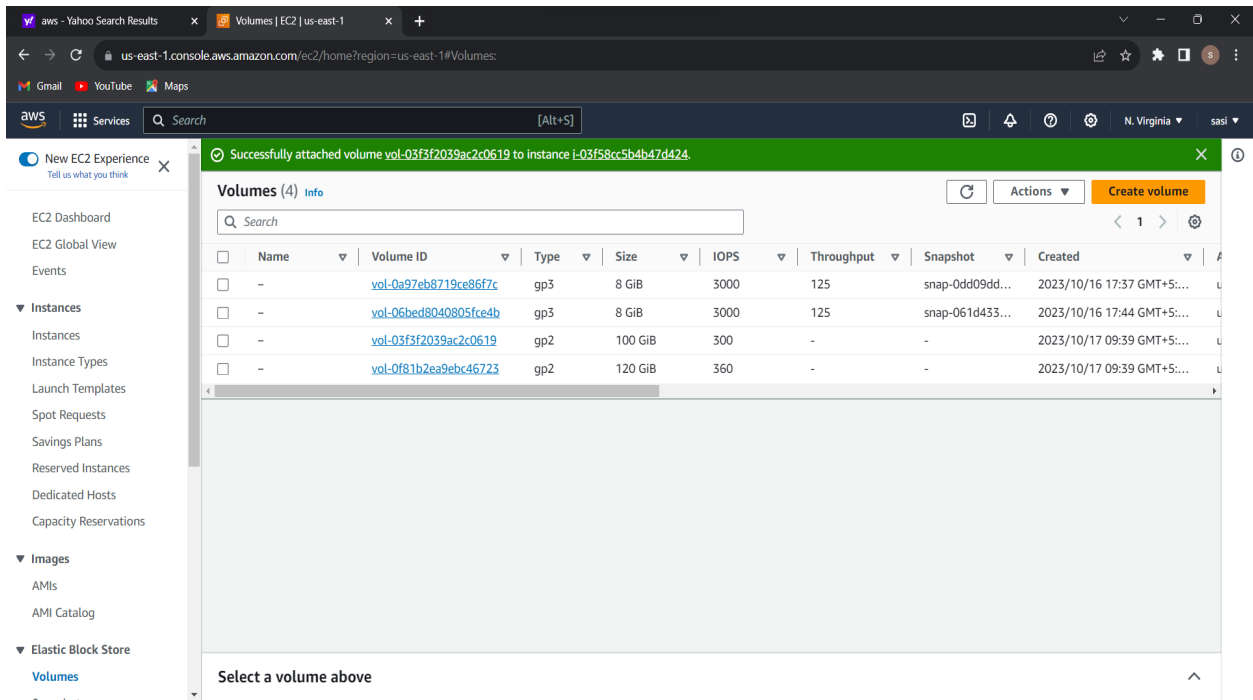 aws - Yahoo Search Results
Volumes | EC2 | us-east-1
us-east-1.console.aws.amazon.com/ec2/home?region=us-east-1#Volumes:
S
Gmail YouTube Maps
aws Services Search [Alt+S] N. Virginia sasi
New EC2 Experience
Tell us what you think
EC2 Dashboard
EC2 Global View
Events
Instances
Instances
Instance Types
Launch Templates
Spot Requests
Savings Plans
Reserved Instances
Dedicated Hosts
Capacity Reservations
Images
AMIs
AMI Catalog
Elastic Block Store
Volumes
Successfully attached volume vol-03f3f2039ac2c0619 to instance i-03f58cc5b4b47d424.
Volumes (4) Info
Actions Create volume
Search 1
Name Volume ID Type Size IOPS Throughput Snapshot Created A
– vol-0a97eb8719ce86f7c gp3 8 GiB 3000 125 snap-0dd09dd... 2023/10/16 17:37 GMT+5:... u
– vol-06bed8040805fce4b gp3 8 GiB 3000 125 snap-061d433... 2023/10/16 17:44 GMT+5:... u
– vol-03f3f2039ac2c0619 gp2 100 GiB 300 - - 2023/10/17 09:39 GMT+5:... u
– vol-0f81b2ea9ebc46723 gp2 120 GiB 360 - - 2023/10/17 09:39 GMT+5:... u
Select a volume above